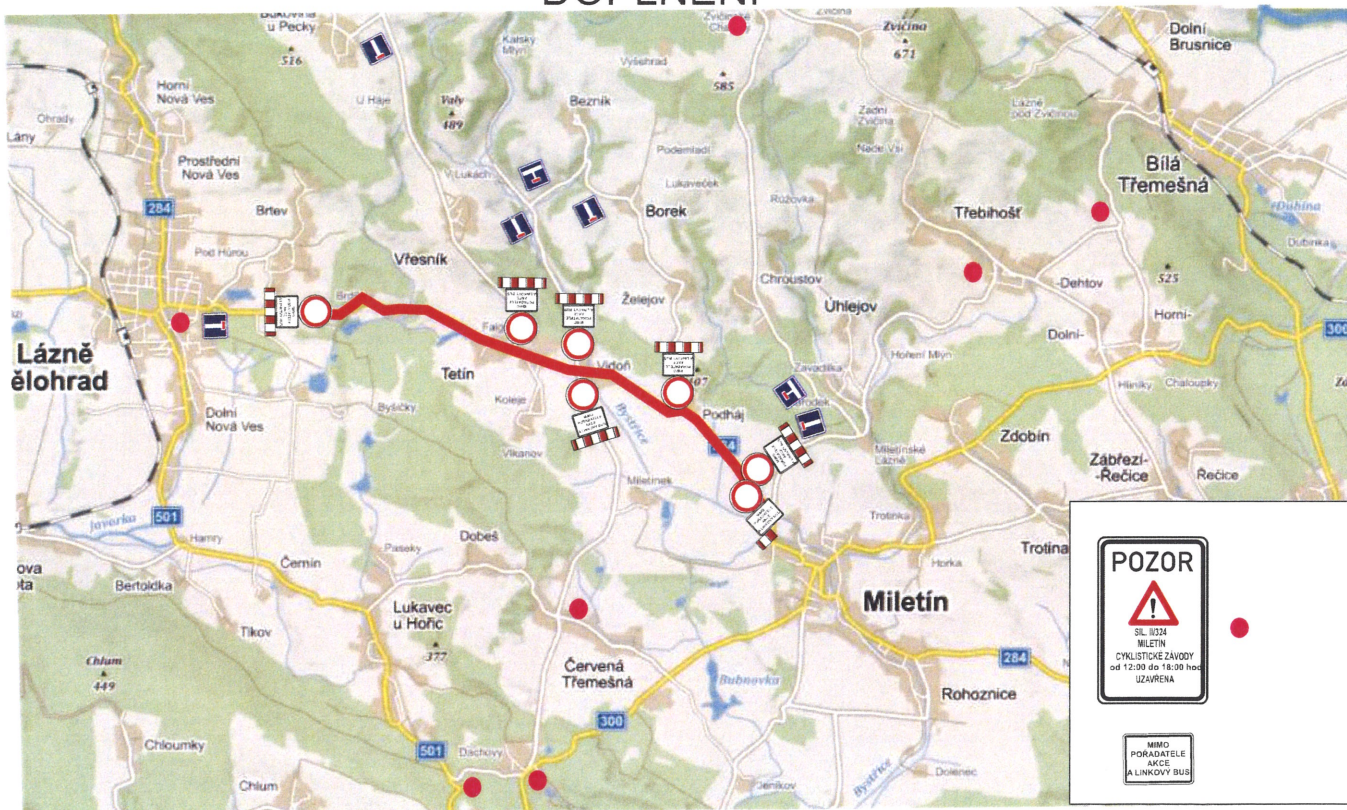 DOPLNĚNÍ
Bukovina
u Pecky
516
Katský
Mlýn
Zvičina
Zvičina
671
Dolní
Brusnice
Vyšehrad
585
Horní
Nová Ves
Ohrady
Lány
U Háje
Valy
489
Bezník
Zadní
Zvičina
Nade Vsí
Lázně
pod Zvičinou
Prostřední
Nová Ves
V Lukách
Podemladí
Lukaveček
Bílá
Třemešná
284
Brtev
Borek
Růžovka
Třebihošť
Dubina
Pod Hůrou
Vřesník
Dubinka
Chroustov
Dehtov
525
Želejov
Úhlejov
Horní-
Dolní-
300
Lázně
ělohrad
Tetín
Vidoň
Zavadilka
Hoření Mlýn
Hliníky
Chaloupky
Dolní
Nová Ves
Byšičky
Koleje
Bystřice
Podháj
Miletínské
Lázně
Zdobín
Vlkanov
Zábřezí-
-Řečice
Řečice
Miletínek
501
Javorka
Hamry
Dobeš
Trotinka
Trotina
Černín
Paseky
Horka
Bertoldka
Lukavec
u Hořic
Miletín
Tikov
377
Chlum
449
Červená
Třemešná
284
Bubnovka
Rohoznice
300
Chloumky
501
Dachovy
Chlum
Jeníkov
Bystřice
Dolenec
POZOR
!
SIL. II/324
MILETÍN
CYKLISTICKÉ ZÁVODY
od 12:00 do 18:00 hod
UZAVŘENA
MIMO
POŘADATELE
AKCE
A LINKOVÝ BUS